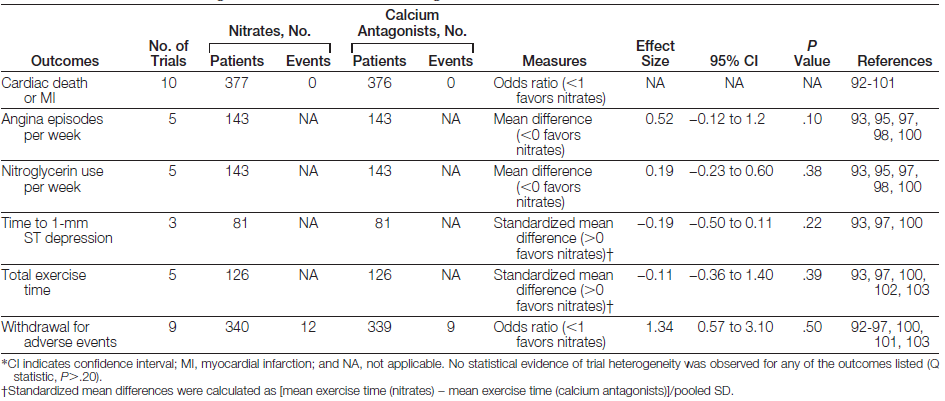 Outcomes No. of Trials Nitrates, No. Patients Events Calcium Antagonists, No. Patients Events Measures Effect Size 95% CI P Value References
Cardiac death or MI 10 377 0 376 0 Odds ratio (<1 favors nitrates) NA NA NA 92-101
Angina episodes per week 5 143 NA 143 NA Mean difference (<0 favors nitrates) 0.52 −0.12 to 1.2 .10 93, 95, 97, 98, 100
Nitroglycerin use per week 5 143 NA 143 NA Mean difference (<0 favors nitrates) 0.19 −0.23 to 0.60 .38 93, 95, 97, 98, 100
Time to 1-mm ST depression 3 81 NA 81 NA Standardized mean difference (>0 favors nitrates)† −0.19 −0.50 to 0.11 .22 93, 97, 100
Total exercise time 5 126 NA 126 NA Standardized mean difference (>0 favors nitrates)† −0.11 −0.36 to 1.40 .39 93, 97, 100, 102, 103
Withdrawal for adverse events 9 340 12 339 9 Odds ratio (<1 favors nitrates) 1.34 0.57 to 3.10 .50 92-97, 100, 101, 103
*CI indicates confidence interval; MI, myocardial infarction; and NA, not applicable. No statistical evidence of trial heterogeneity was observed for any of the outcomes listed (Q
statistic, P>.20).
†Standardized mean differences were calculated as [mean exercise time (nitrates) − mean exercise time (calcium antagonists)]/pooled SD.